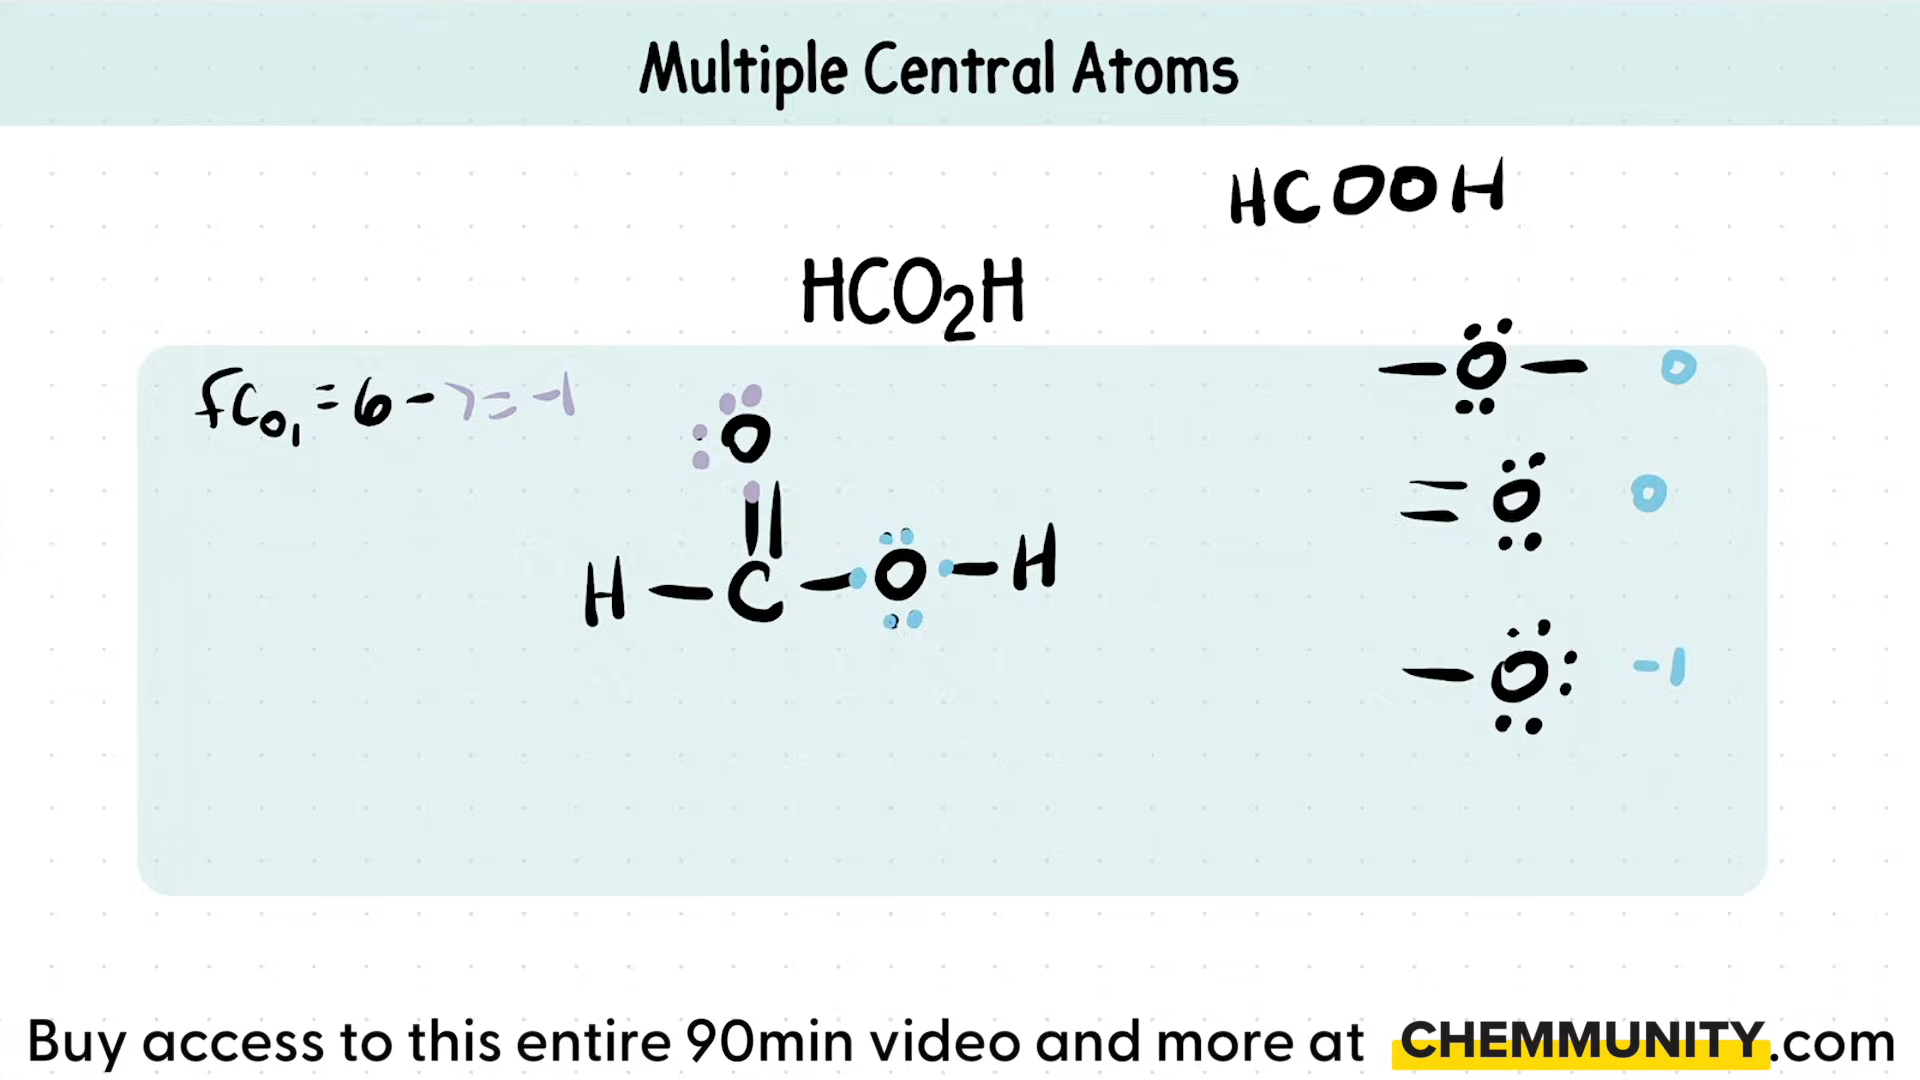 Multiple Central Atoms
HCOOH
HCO₂H
fC_O₁ = 6 - 7 = -1
O
H - C - O - H
- O - 0
= O 0
- O -1
Buy access to this entire 90min video and more at CHEMMUNITY.com